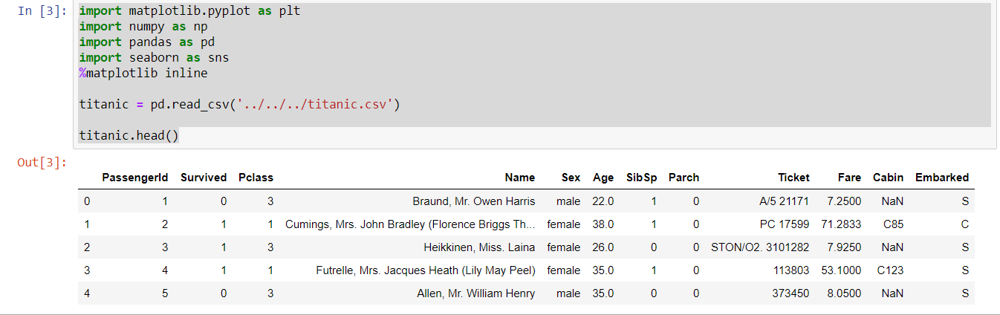 In [3]: import matplotlib.pyplot as plt
import numpy as np
import pandas as pd
import seaborn as sns
%matplotlib inline
titanic = pd.read_csv('../../../titanic.csv')
titanic.head()
Out[3]:
PassengerId Survived Pclass Name Sex Age SibSp Parch Ticket Fare Cabin Embarked
0 1 0 3 Braund, Mr. Owen Harris male 22.0 1 0 A/5 21171 7.2500 NaN S
1 2 1 1 Cumings, Mrs. John Bradley (Florence Briggs Th... female 38.0 1 0 PC 17599 71.2833 C85 C
2 3 1 3 Heikkinen, Miss. Laina female 26.0 0 0 STON/O2. 3101282 7.9250 NaN S
3 4 1 1 Futrelle, Mrs. Jacques Heath (Lily May Peel) female 35.0 1 0 113803 53.1000 C123 S
4 5 0 3 Allen, Mr. William Henry male 35.0 0 0 373450 8.0500 NaN S